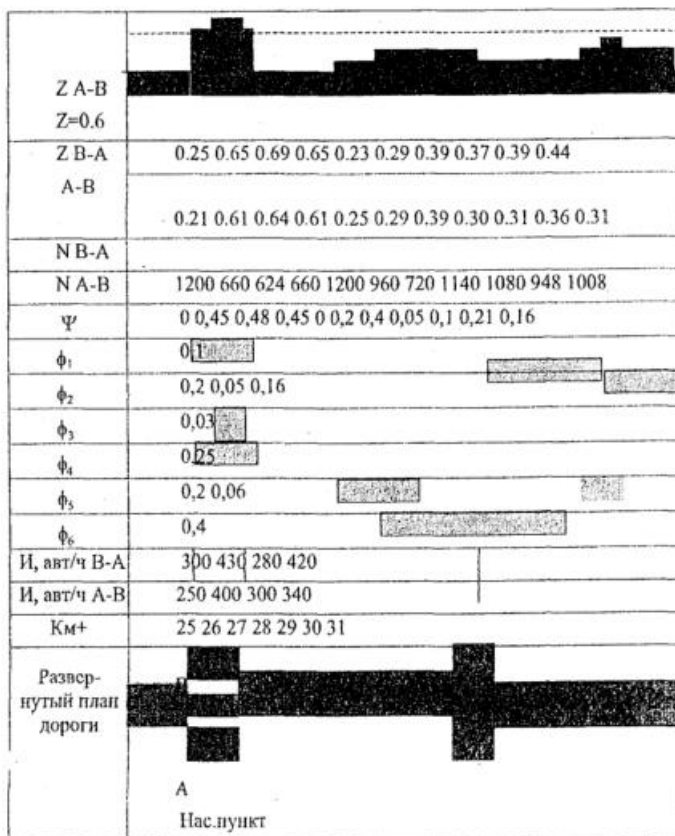 Z A-B
Z=0.6
Z B-A 0.25 0.65 0.69 0.65 0.23 0.29 0.39 0.37 0.39 0.44
A-B
0.21 0.61 0.64 0.61 0.25 0.29 0.39 0.30 0.31 0.36 0.31
N B-A
N A-B 1200 660 624 660 1200 960 720 1140 1080 948 1008
Ψ 0 0,45 0,48 0,45 0 0,2 0,4 0,05 0,1 0,21 0,16
ϕ₁ 0,1
ϕ₂ 0,2 0,05 0,16
ϕ₃ 0,03
ϕ₄ 0.25
ϕ₅ 0,2 0,06
ϕ₆ 0,4
И, авт/ч В-А 300 430 280 420
И, авт/ч А-В 250 400 300 340
Км+ 25 26 27 28 29 30 31
Развер-
нутый план
дороги
А
Нас.пункт